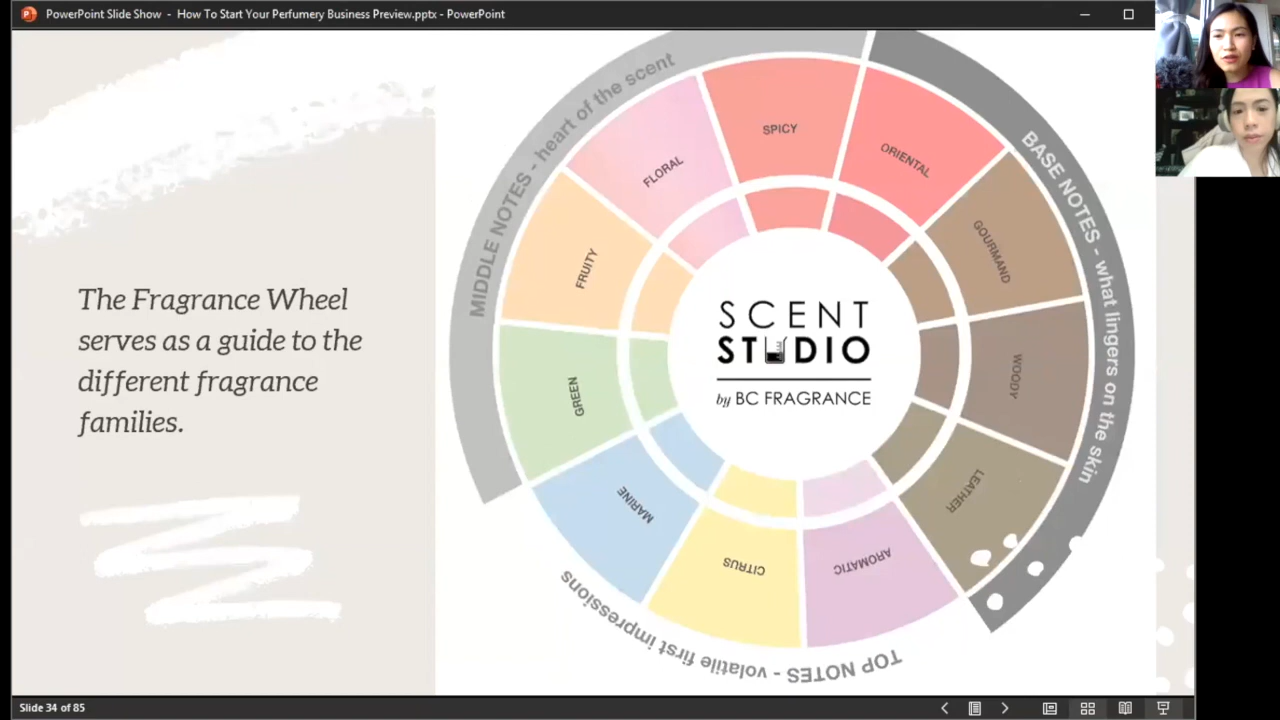 PowerPoint Slide Show - How To Start Your Perfumery Business Preview.pptx - PowerPoint
The Fragrance Wheel
serves as a guide to the
different fragrance
families.
MIDDLE NOTES - heart of the scent
BASE NOTES - what lingers on the skin
TOP NOTES - volatile first impressions
SPICY
ORIENTAL
GOURMAND
WOODY
LEATHER
AROMATIC
CITRUS
MARINE
GREEN
FRUITY
FLORAL
SCENT
STUDIO
by BC FRAGRANCE
Slide 34 of 85